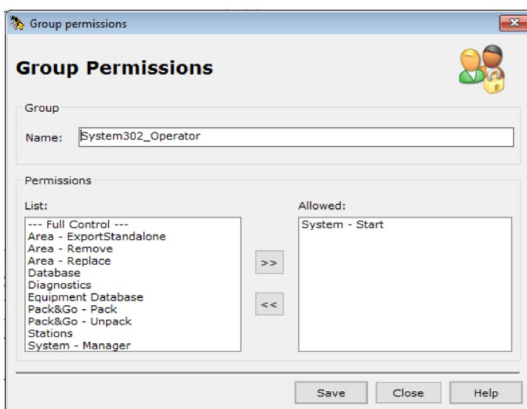 Group permissions
Group Permissions
Group
Name: System302_Operator
Permissions
List:
--- Full Control ---
Area - ExportStandalone
Area - Remove
Area - Replace
Database
Diagnostics
Equipment Database
Pack&Go - Pack
Pack&Go - Unpack
Stations
System - Manager
>>
<<
Allowed:
System - Start
Save Close Help